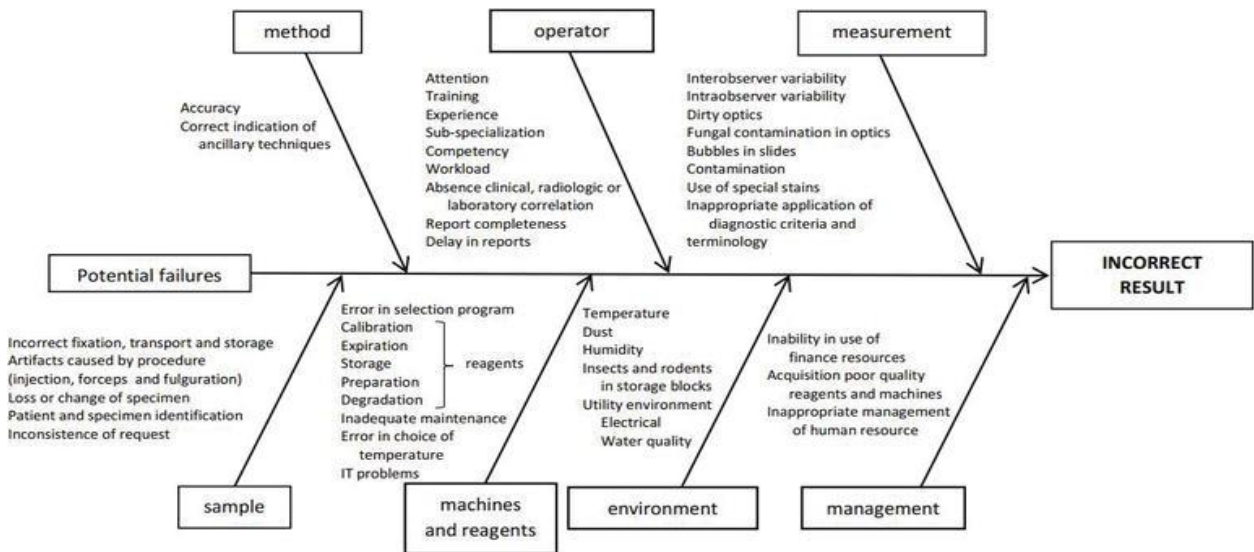 method
operator
measurement
Accuracy
Correct indication of
ancillary techniques
Attention
Training
Experience
Sub-specialization
Competency
Workload
Absence clinical, radiologic or
laboratory correlation
Report completeness
Delay in reports
Interobserver variability
Intraobserver variability
Dirty optics
Fungal contamination in optics
Bubbles in slides
Contamination
Use of special stains
Inappropriate application of
diagnostic criteria and
terminology
Potential failures
INCORRECT
RESULT
Incorrect fixation, transport and storage
Artifacts caused by procedure
(injection, forceps and fulguration)
Loss or change of specimen
Patient and specimen identification
Inconsistence of request
Error in selection program
Calibration
Expiration
Storage
Preparation
Degradation
reagents
Inadequate maintenance
Error in choice of
temperature
IT problems
Temperature
Dust
Humidity
Insects and rodents
in storage blocks
Utility environment
Electrical
Water quality
Inability in use of
finance resources
Acquisition poor quality
reagents and machines
Inappropriate management
of human resource
sample
machines
and reagents
environment
management